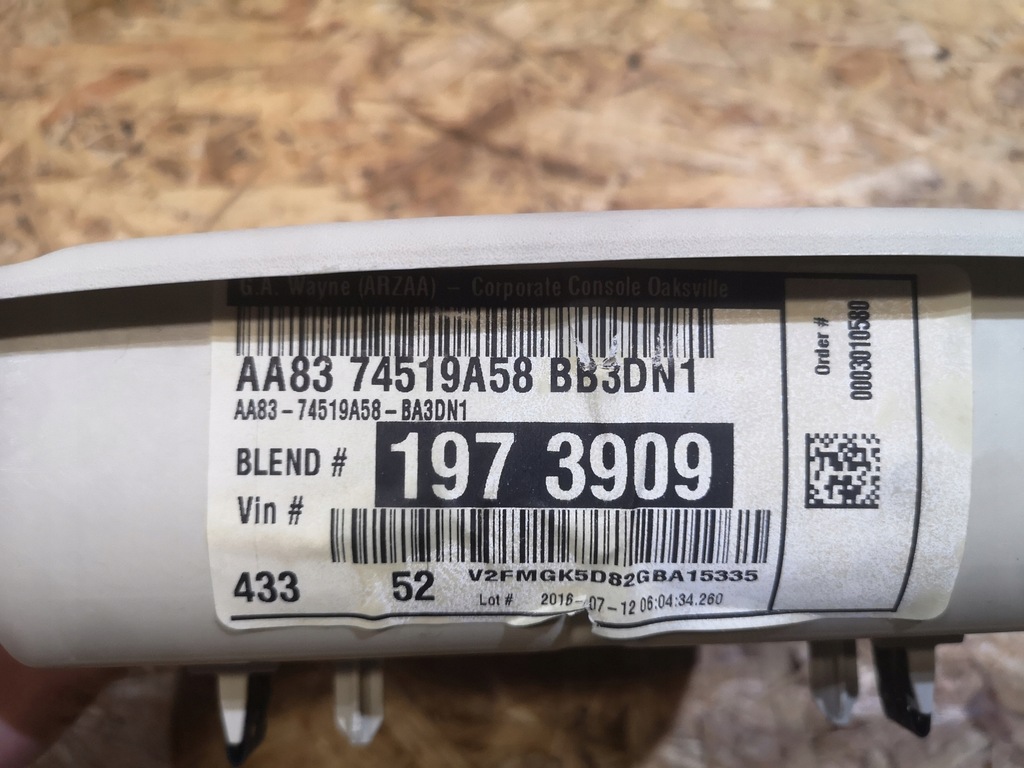 G.A. Wayne (ARZAA) - Corporate Console Oaksville
AA83 74519A58 BB3DN1
AA83-74519A58-BA3DN1
BLEND # 197 3909
Vin #
V2FMGK5D82GBA15335
433 52
Lot # 2016-07-12 06:04:34.260
Order #
0003010580